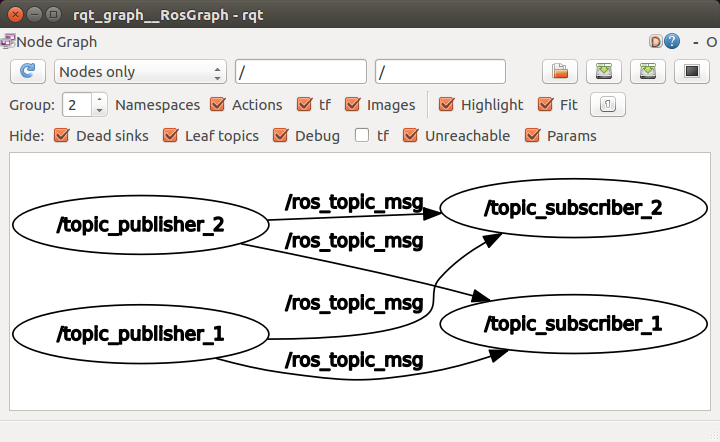 rqt_graph__RosGraph - rqt
Node Graph D ? - O
Nodes only / /
Group: 2 Namespaces Actions tf Images Highlight Fit
Hide: Dead sinks Leaf topics Debug tf Unreachable Params
/ros_topic_msg
/topic_subscriber_2
/topic_publisher_2
/ros_topic_msg
/ros_topic_msg
/topic_subscriber_1
/topic_publisher_1
/ros_topic_msg